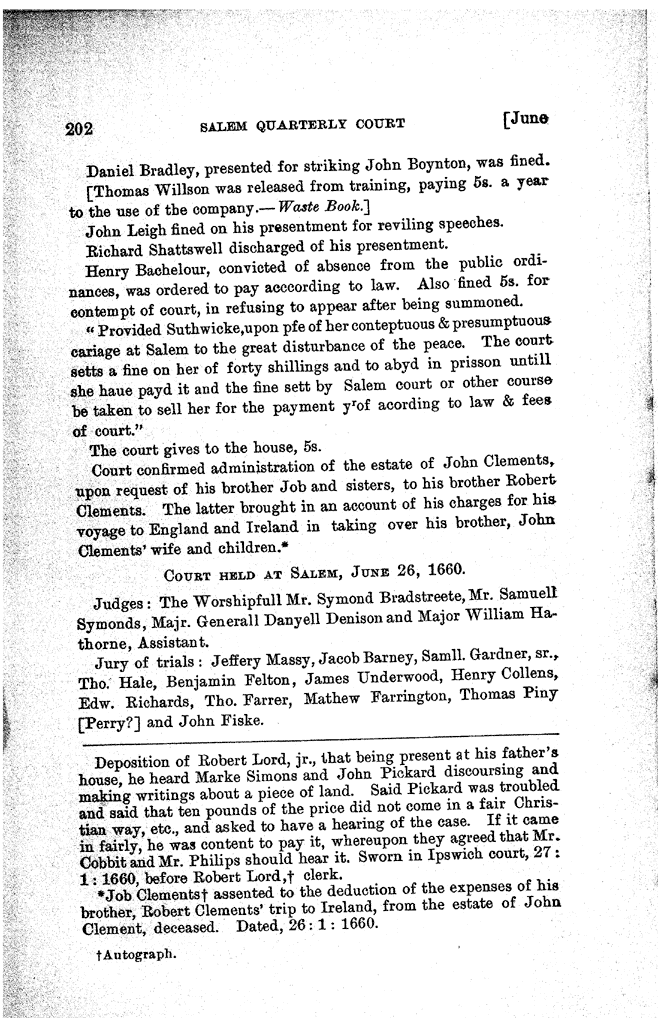 202 SALEM QUARTERLY COURT [June
Daniel Bradley, presented for striking John Boynton, was fined.
[Thomas Willson was released from training, paying 5s. a year
to the use of the company.—Waste Book.]
John Leigh fined on his presentment for reviling speeches.
Richard Shattswell discharged of his presentment.
Henry Bachelour, convicted of absence from the public ordi-
nances, was ordered to pay acccording to law. Also fined 5s. for
contempt of court, in refusing to appear after being summoned.
"Provided Suthwicke,upon pfe of her conteptuous & presumptuous
cariage at Salem to the great disturbance of the peace. The court
setts a fine on her of forty shillings and to abyd in prisson untill
she haue payd it and the fine sett by Salem court or other course
be taken to sell her for the payment yʳof acording to law & fees
of court."
The court gives to the house, 5s.
Court confirmed administration of the estate of John Clements,
upon request of his brother Job and sisters, to his brother Robert
Clements. The latter brought in an account of his charges for his
voyage to England and Ireland in taking over his brother, John
Clements' wife and children.*
COURT HELD AT SALEM, JUNE 26, 1660.
Judges: The Worshipfull Mr. Symond Bradstreete, Mr. Samuell
Symonds, Majr. Generall Danyell Denison and Major William Ha-
thorne, Assistant.
Jury of trials: Jeffery Massy, Jacob Barney, Samll. Gardner, sr.,
Tho. Hale, Benjamin Felton, James Underwood, Henry Collens,
Edw. Richards, Tho. Farrer, Mathew Farrington, Thomas Piny
[Perry?] and John Fiske.
Deposition of Robert Lord, jr., that being present at his father's
house, he heard Marke Simons and John Pickard discoursing and
making writings about a piece of land. Said Pickard was troubled
and said that ten pounds of the price did not come in a fair Chris-
tian way, etc., and asked to have a hearing of the case. If it came
in fairly, he was content to pay it, whereupon they agreed that Mr.
Cobbit and Mr. Philips should hear it. Sworn in Ipswich court, 27:
1: 1660, before Robert Lord,† clerk.
*Job Clements† assented to the deduction of the expenses of his
brother, Robert Clements' trip to Ireland, from the estate of John
Clement, deceased. Dated, 26: 1: 1660.
†Autograph.